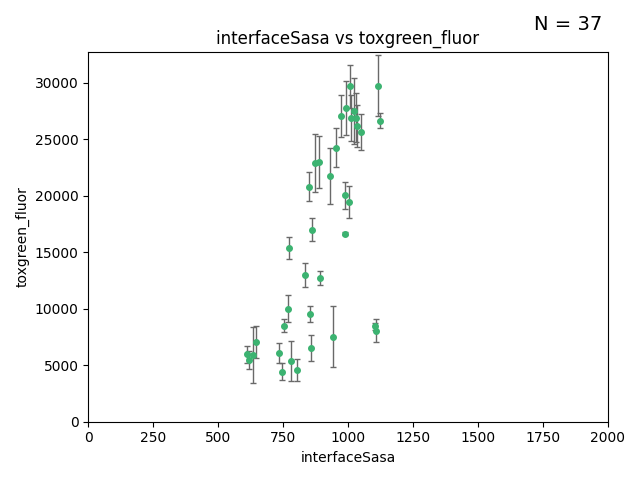 N = 37
interfaceSasa vs toxgreen_fluor
toxgreen_fluor
30000
25000
20000
15000
10000
5000
0
0 250 500 750 1000 1250 1500 1750 2000
interfaceSasa